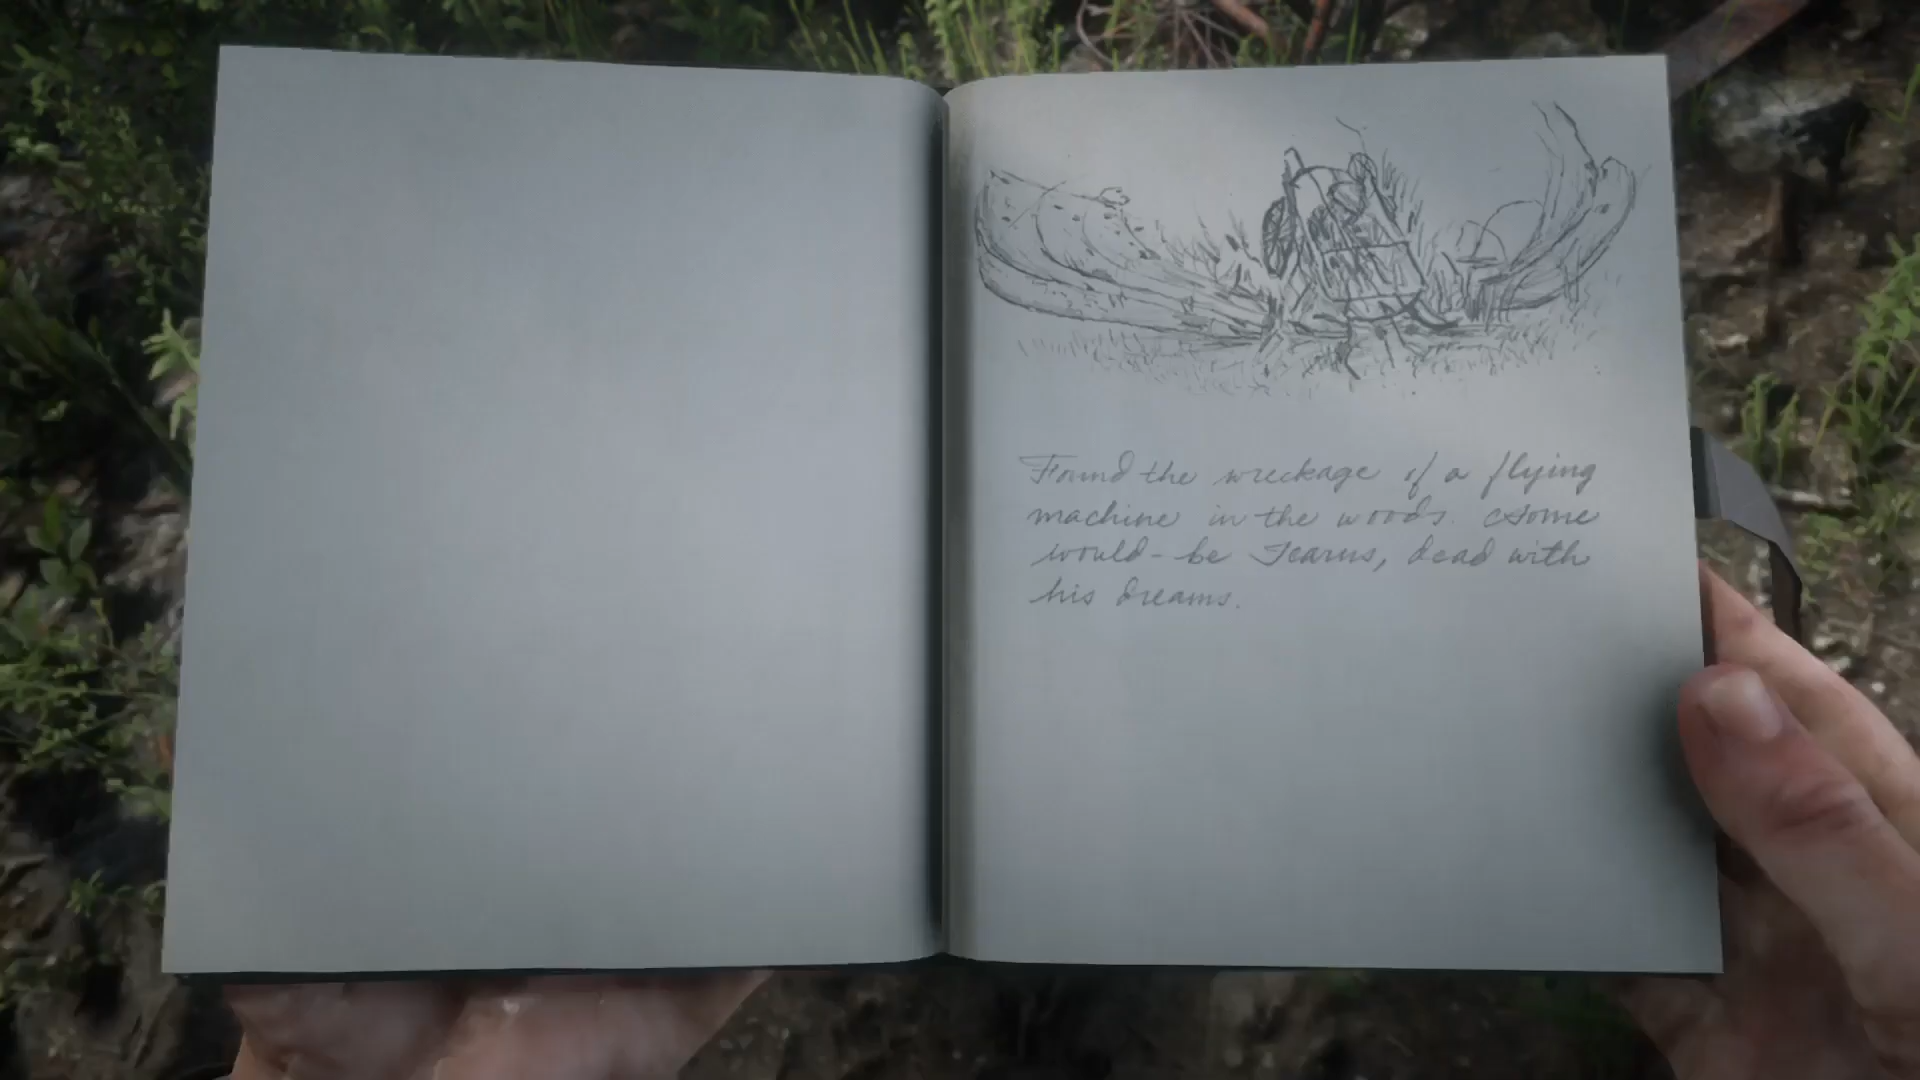 Found the wreckage of a flying
machine in the woods. Some
would-be Icarus, dead with
his dreams.